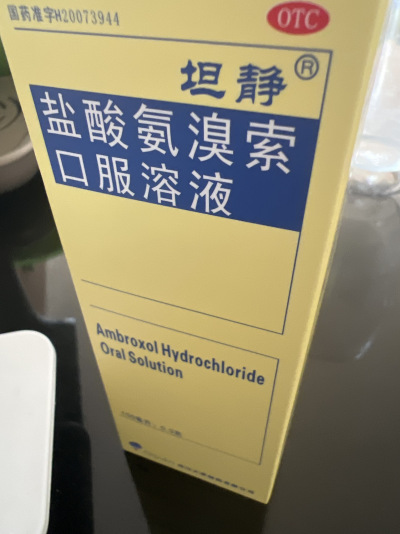 国药准字H20073944
OTC
坦静®
盐酸氨溴索
口服溶液
Ambroxol Hydrochloride
Oral Solution